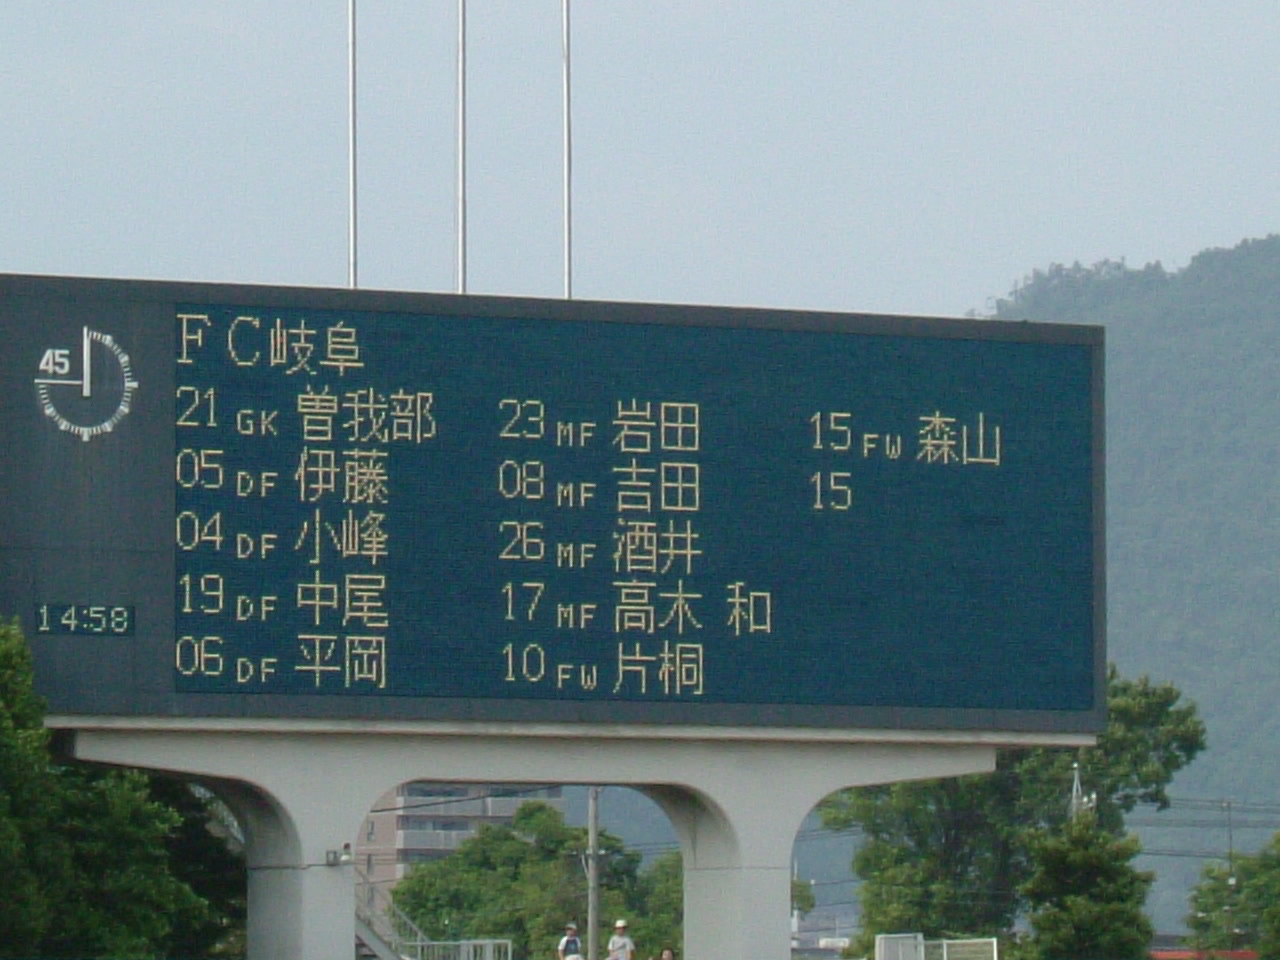 FC岐阜
45
21 GK 曽我部 23 MF 岩田 15 FW 森山
05 DF 伊藤 08 MF 吉田 15
04 DF 小峰 26 MF 酒井
19 DF 中尾 17 MF 高木 和
14:58
06 DF 平岡 10 FW 片桐